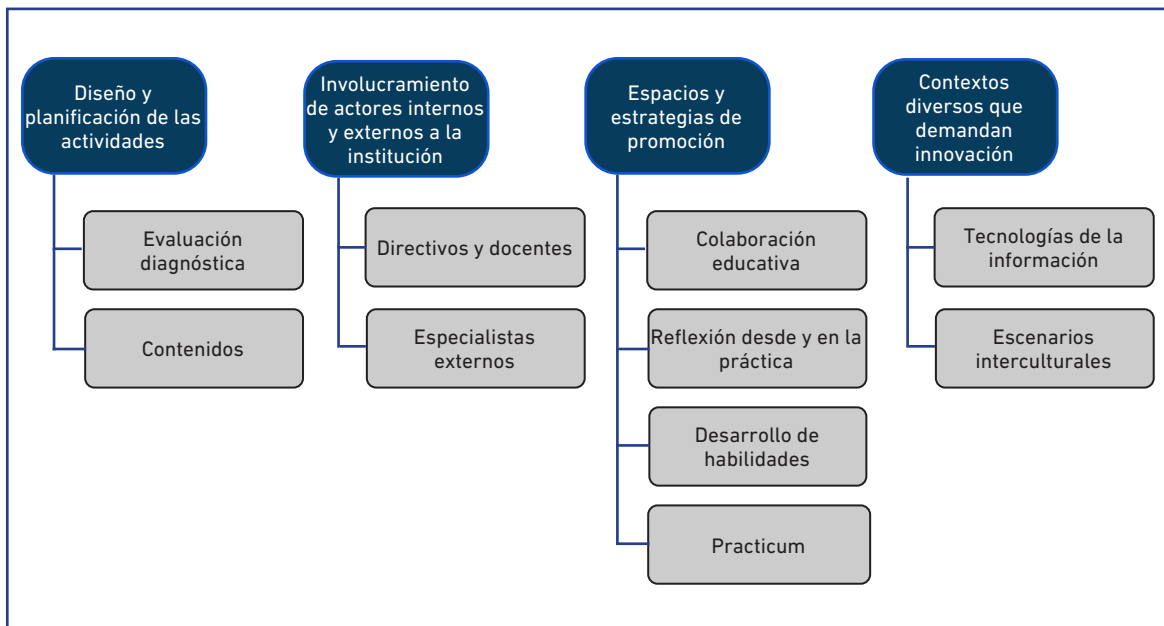 Diseño y
planificación de las
actividades
Evaluación
diagnóstica
Contenidos
Involucramiento
de actores internos
y externos a la
institución
Directivos y docentes
Especialistas
externos
Espacios y
estrategias de
promoción
Colaboración
educativa
Reflexión desde y en la
práctica
Desarrollo de
habilidades
Practicum
Contextos
diversos que
demandan
innovación
Tecnologías de la
información
Escenarios
interculturales